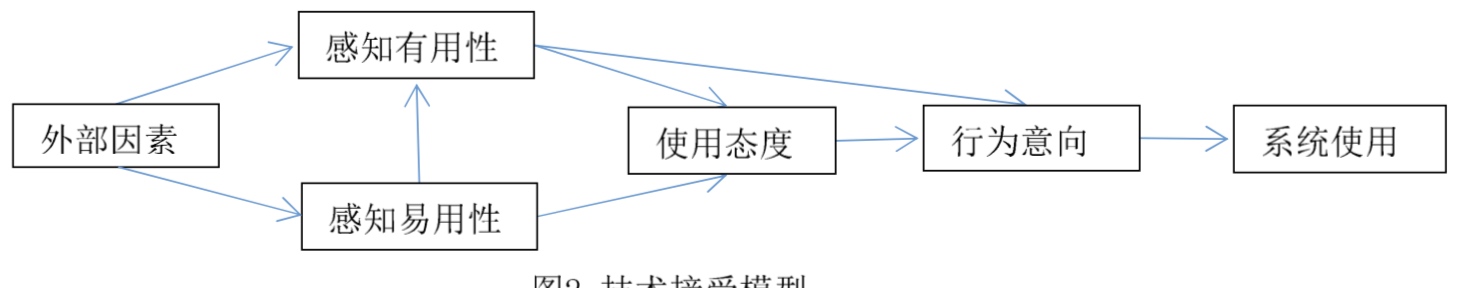 感知有用性
外部因素
使用态度
行为意向
系统使用
感知易用性
图2 技术接受模型